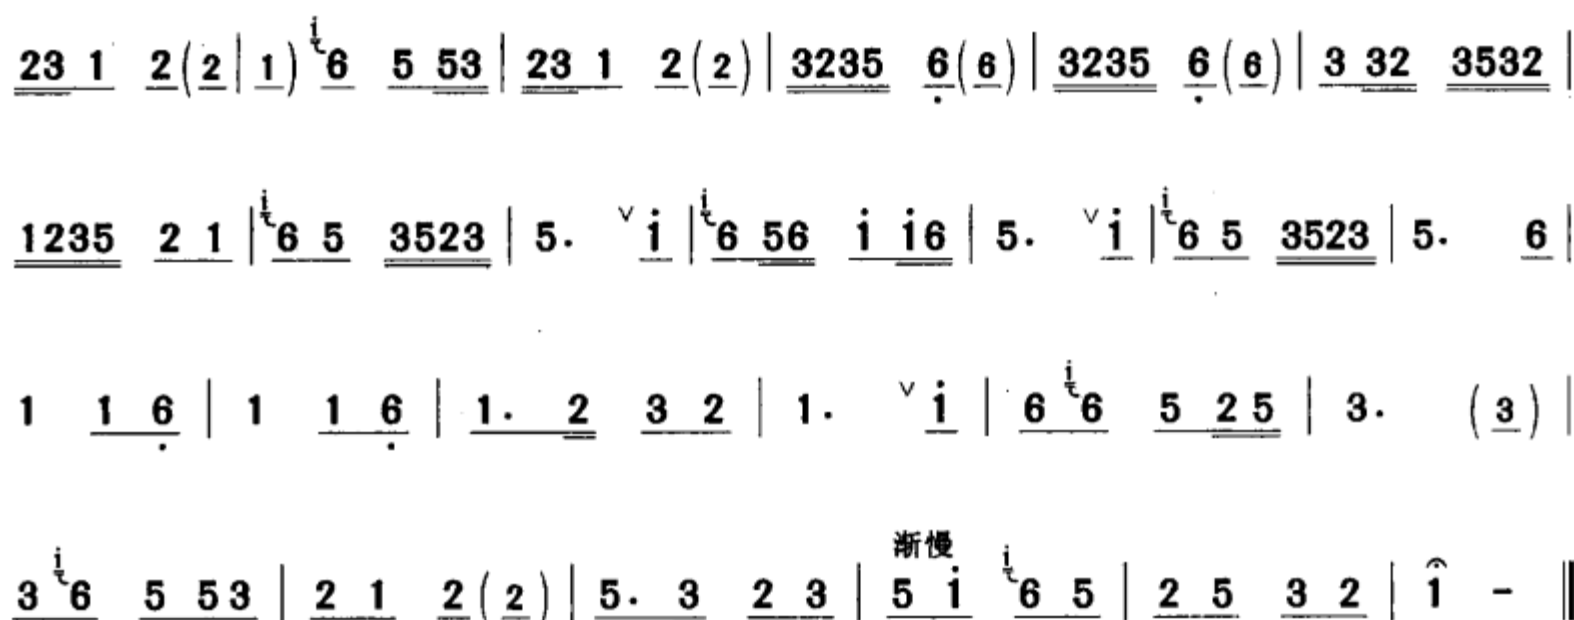 23 1 2(2 | 1) i 6 5 53 | 23 1 2(2) | 3235 6(6) | 3235 6(6) | 3 32 3532 |
1235 2 1 | i 6 5 3523 | 5. ∨ i | i 6 56 i i6 | 5. ∨ i | i 6 5 3523 | 5. 6 |
1 1 6 | 1 1 6 | 1. 2 3 2 | 1. ∨ i | 6 i 6 5 2 5 | 3. (3) |
渐慢
3 i 6 5 53 | 2 1 2(2) | 5. 3 2 3 | 5 i i 6 5 | 2 5 3 2 | 1 - ‖